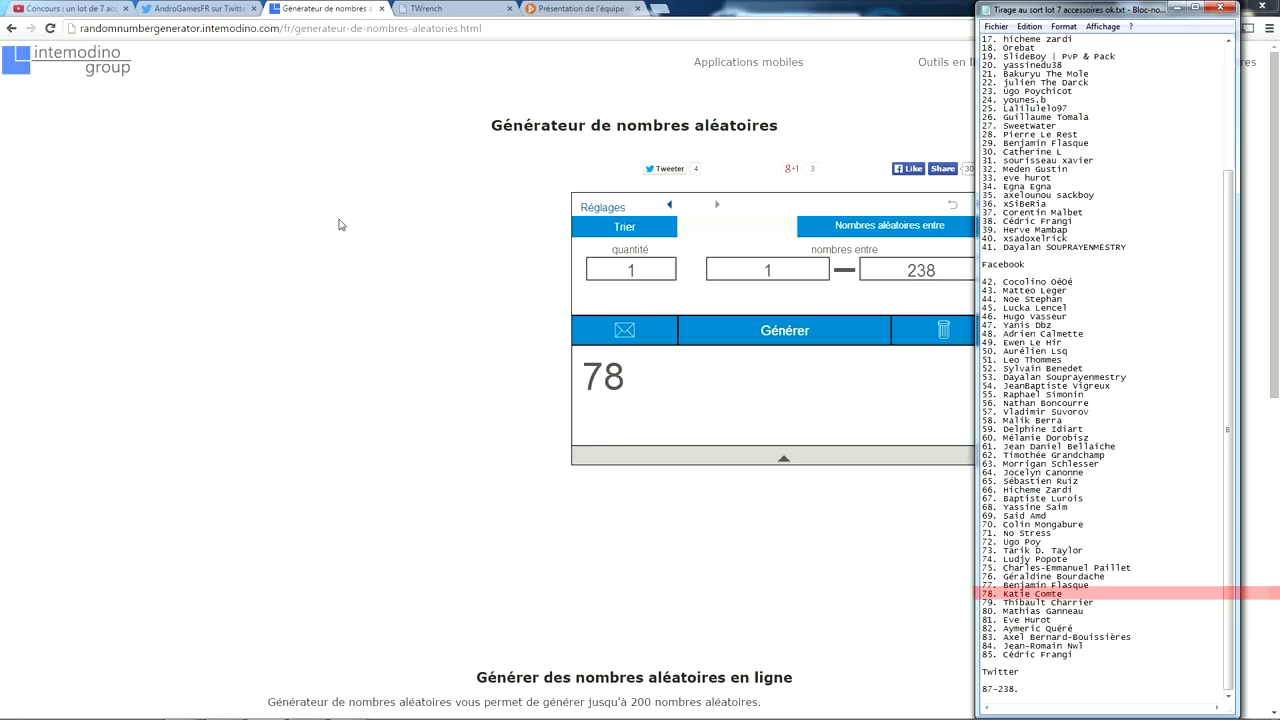 Concours : un lot de 7 acc
AndroGamesFR sur Twitte
Générateur de nombres a
TWrench
Présentation de l'équipe
randomnumbergenerator.intemodino.com/fr/generateur-de-nombres-aleatories.html
intemodino
group
Applications mobiles
Outils en li
res
Générateur de nombres aléatoires
Tweeter 4
g+1 3
Like Share 30
Réglages
Trier
Nombres aléatoires entre
quantité
nombres entre
1
1
238
Générer
78
Générer des nombres aléatoires en ligne
Générateur de nombres aléatoires vous permet de générer jusqu'à 200 nombres aléatoires.
Tirage au sort lot 7 accessoires ok.txt - Bloc-no...
Fichier Edition Format Affichage ?
17. hicheme zardi
18. Orebat
19. SlideBoy | PvP & Pack
20. yassinedu38
21. Bakuryu The Mole
22. julien The Darck
23. Ugo Poychicot
24. younes.b
25. Lalilulelo97
26. Guillaume Tomala
27. SweetWater
28. Pierre Le Rest
29. Benjamin Flasque
30. Catherine L
31. sourisseau xavier
32. Meden Gustin
33. eve hurot
34. Egna Egna
35. axelounou sackboy
36. xSiBeRia
37. Corentin Malbet
38. Cédric Frangi
39. Herve Mambap
40. xsadoxelrick
41. Dayalan SOUPRAYENMESTRY
Facebook
42. Cocolino OéOé
43. Matteo Leger
44. Noe Stephan
45. Lucka Lencel
46. Hugo Vasseur
47. Yanis Dbz
48. Adrien Calmette
49. Ewen Le Hir
50. Aurélien Lsq
51. Leo Thommes
52. Sylvain Benedet
53. Dayalan Souprayenmestry
54. JeanBaptiste Vigreux
55. Raphael Simonin
56. Nathan Boncourre
57. Vladimir Suvorov
58. Malik Berra
59. Delphine Idiart
60. Mélanie Dorobisz
61. Jean Daniel Bellaiche
62. Timothée Grandchamp
63. Morrigan Schlesser
64. Jocelyn Canonne
65. Sébastien Ruiz
66. Hicheme Zardi
67. Baptiste Lurois
68. Yassine Saim
69. Said Amd
70. Colin Mongabure
71. No Stress
72. Ugo Poy
73. Tarik D. Taylor
74. Ludjy Popote
75. Charles-Emmanuel Paillet
76. Géraldine Bourdache
77. Benjamin Flasque
78. Katie Comte
79. Thibault Charrier
80. Mathias Ganneau
81. Eve Hurot
82. Aymeric Quéré
83. Axel Bernard-Bouissières
84. Jean-Romain Nwl
85. Cédric Frangi
Twitter
87-238.